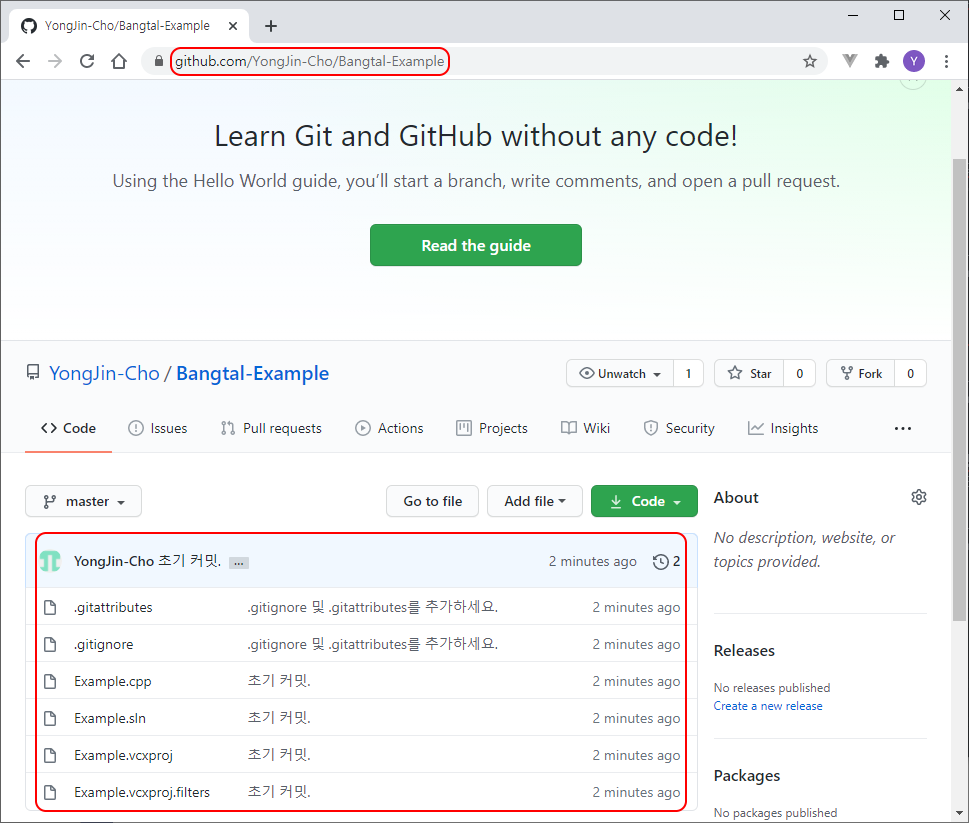 YongJin-Cho/Bangtal-Example
github.com/YongJin-Cho/Bangtal-Example
Y
Learn Git and GitHub without any code!
Using the Hello World guide, you’ll start a branch, write comments, and open a pull request.
Read the guide
YongJin-Cho / Bangtal-Example
Unwatch 1 Star 0 Fork 0
Code Issues Pull requests Actions Projects Wiki Security Insights ...
master Go to file Add file Code
About
No description, website, or
topics provided.
YongJin-Cho 초기 커밋. ... 2 minutes ago 2
.gitattributes .gitignore 및 .gitattributes를 추가하세요. 2 minutes ago
.gitignore .gitignore 및 .gitattributes를 추가하세요. 2 minutes ago
Example.cpp 초기 커밋. 2 minutes ago
Example.sln 초기 커밋. 2 minutes ago
Example.vcxproj 초기 커밋. 2 minutes ago
Example.vcxproj.filters 초기 커밋. 2 minutes ago
Releases
No releases published
Create a new release
Packages
No packages published